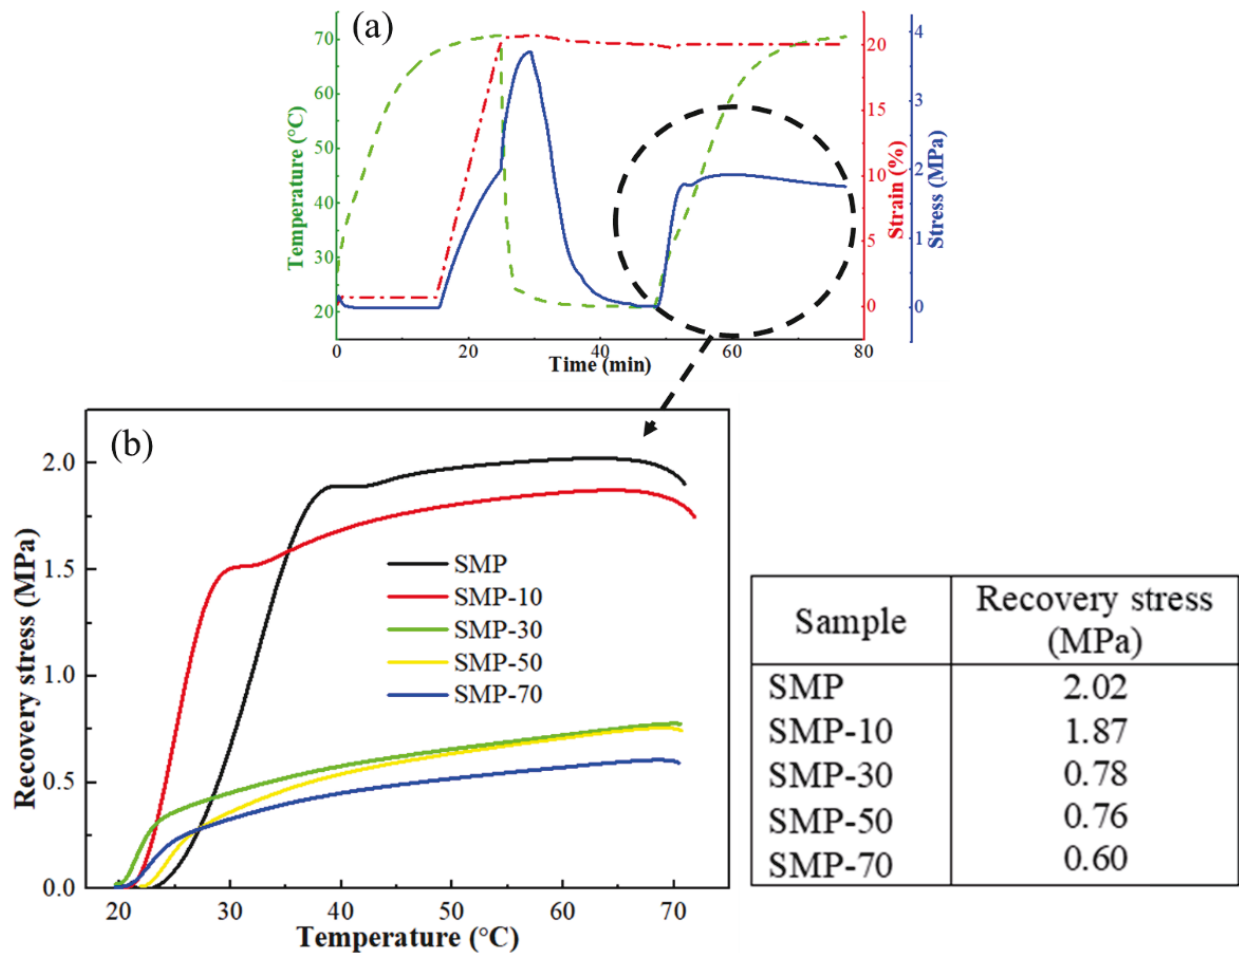 (a)
Temperature (°C)
70
60
50
40
30
20
Strain (%)
20
15
10
5
0
Stress (MPa)
4
3
2
1
0
0
20
40
60
80
Time (min)
(b)
Recovery stress (MPa)
2.0
1.5
1.0
0.5
0.0
SMP
SMP-10
SMP-30
SMP-50
SMP-70
20
30
40
50
60
70
Temperature (°C)
Sample Recovery stress
(MPa)
SMP 2.02
SMP-10 1.87
SMP-30 0.78
SMP-50 0.76
SMP-70 0.60